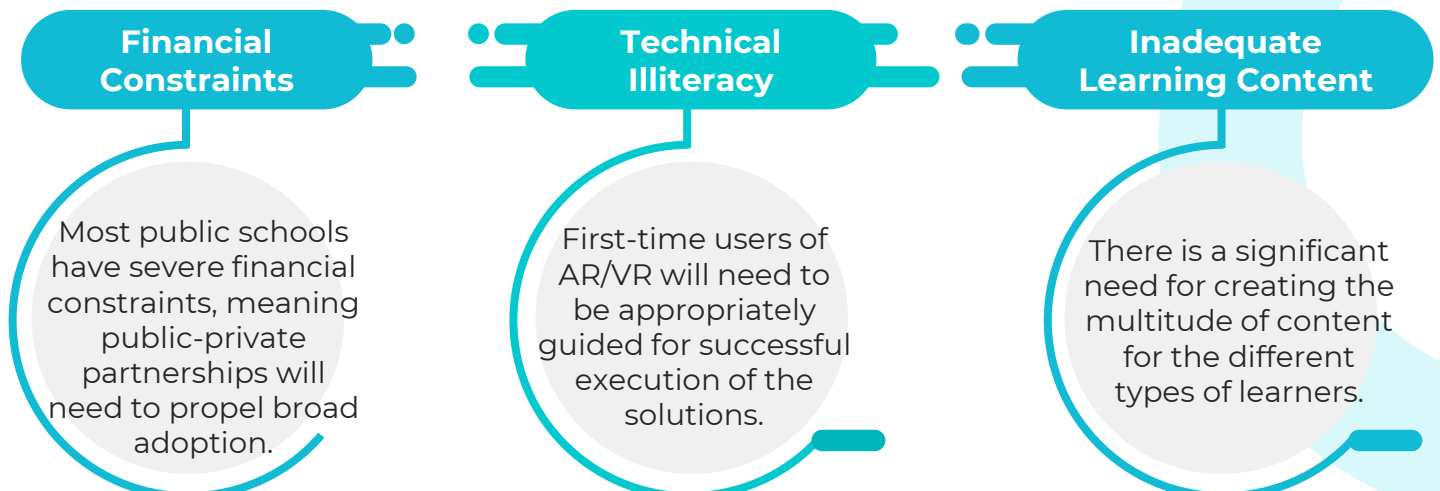 Financial
Constraints
Most public schools
have severe financial
constraints, meaning
public-private
partnerships will
need to propel broad
adoption.
Technical
Illiteracy
First-time users of
AR/VR will need to
be appropriately
guided for successful
execution of the
solutions.
Inadequate
Learning Content
There is a significant
need for creating the
multitude of content
for the different
types of learners.